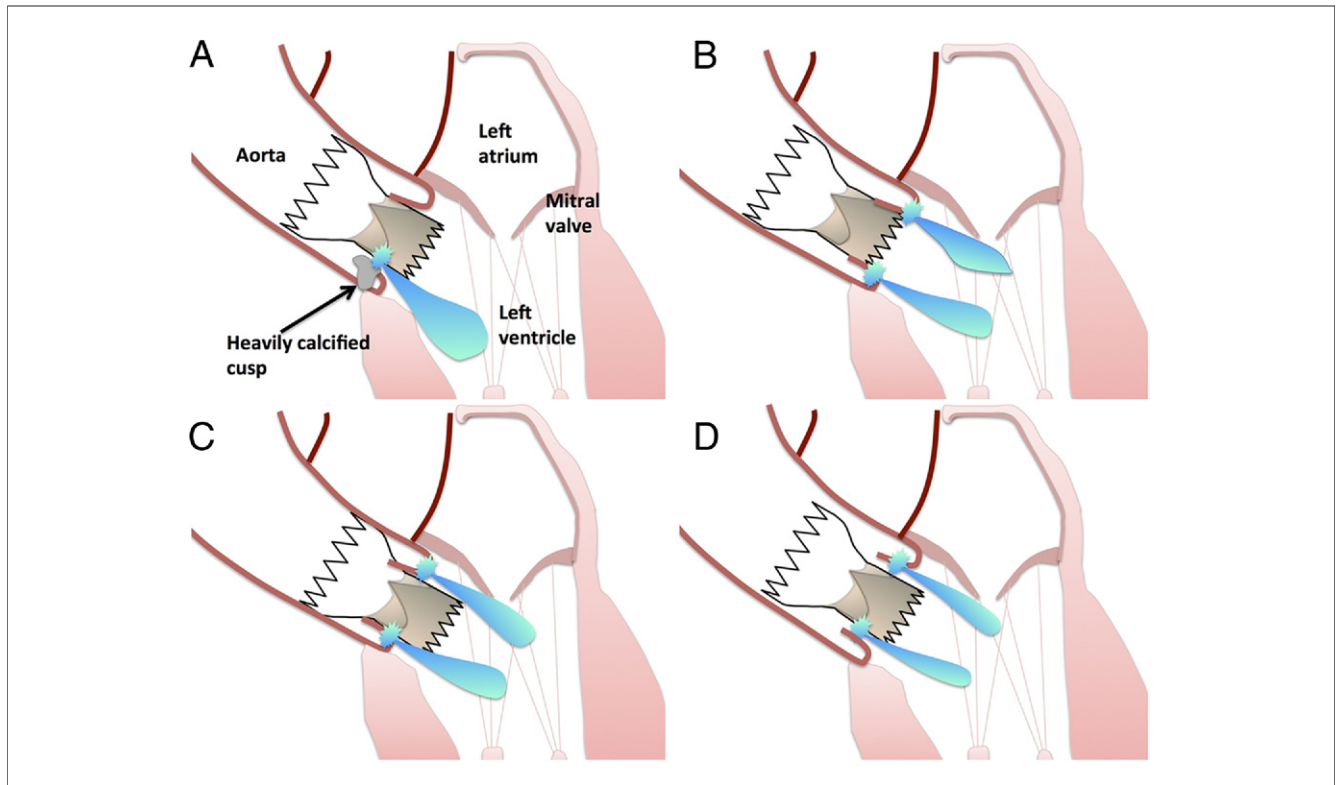 A
B
Aorta
Left
atrium
Mitral
valve
Left
ventricle
Heavily calcified
cusp
C
D